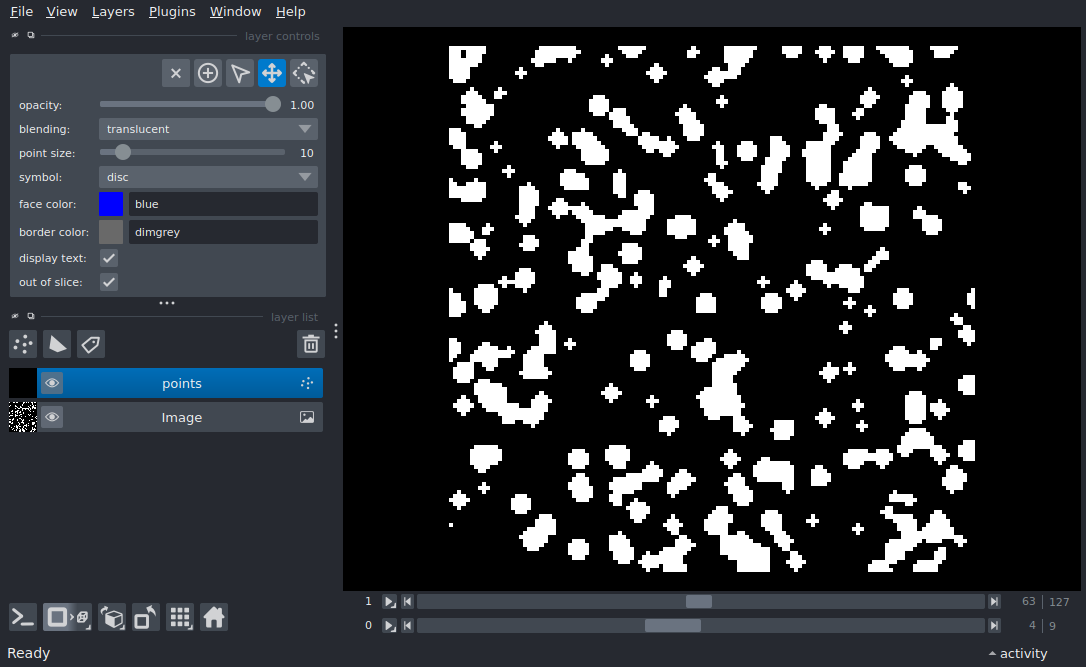 File View Layers Plugins Window Help
layer controls
opacity: 1.00
blending: translucent
point size: 10
symbol: disc
face color: blue
border color: dimgrey
display text:
out of slice:
layer list
points
Image
1 63 127
0 4 9
Ready activity